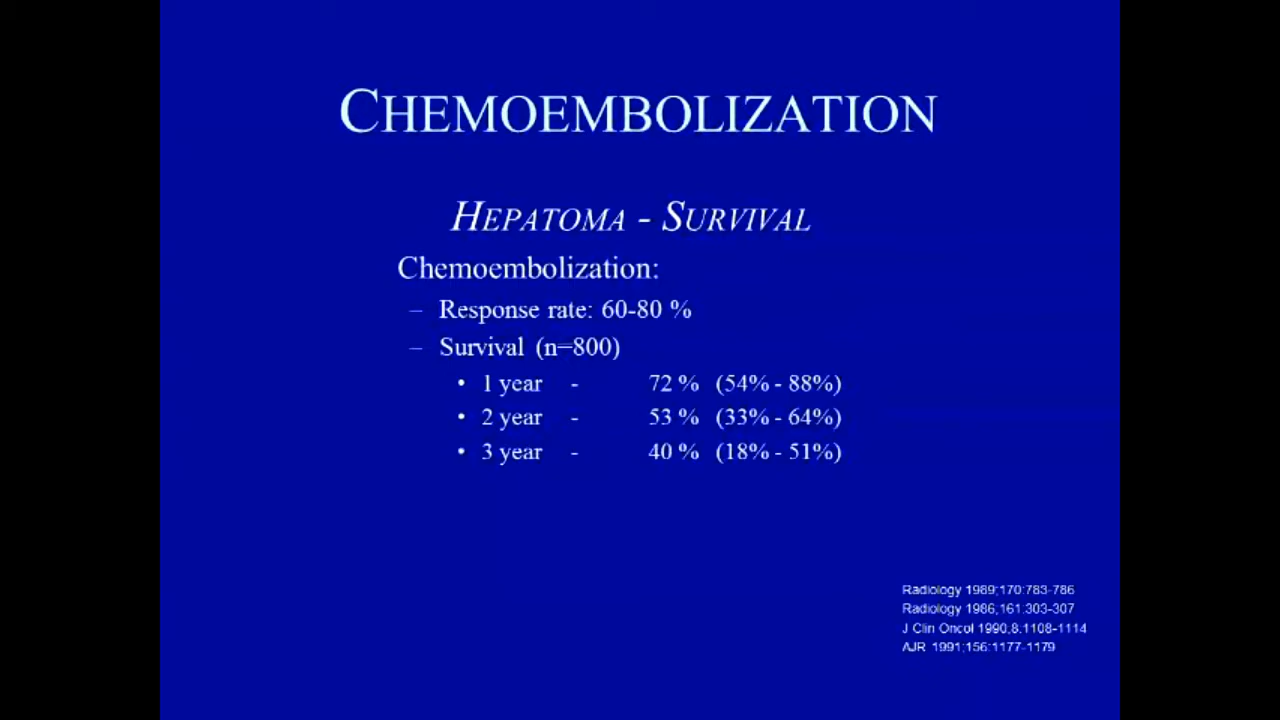 CHEMOEMBOLIZATION
HEPATOMA - SURVIVAL
Chemoembolization:
– Response rate: 60-80 %
– Survival (n=800)
• 1 year - 72 % (54% - 88%)
• 2 year - 53 % (33% - 64%)
• 3 year - 40 % (18% - 51%)
Radiology 1989;170:783-786
Radiology 1986;161:303-307
J Clin Oncol 1990;8:1108-1114
AJR 1991;156:1177-1179